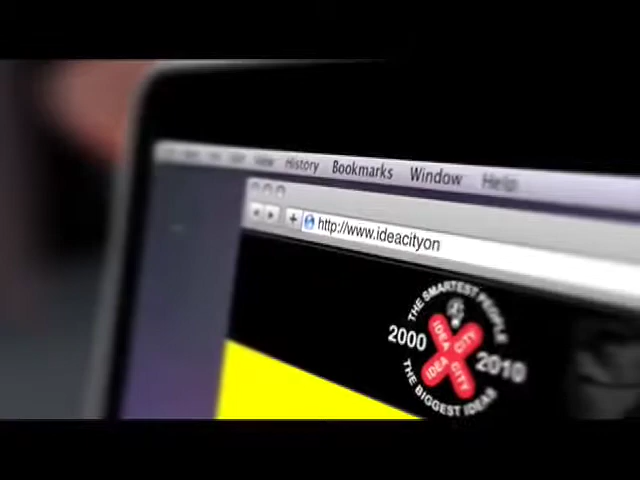 History Bookmarks Window Help
http://www.ideacityon
THE SMARTEST PEOPLE
2000 IDEA CITY 2010
IDEA CITY
THE BIGGEST IDEAS